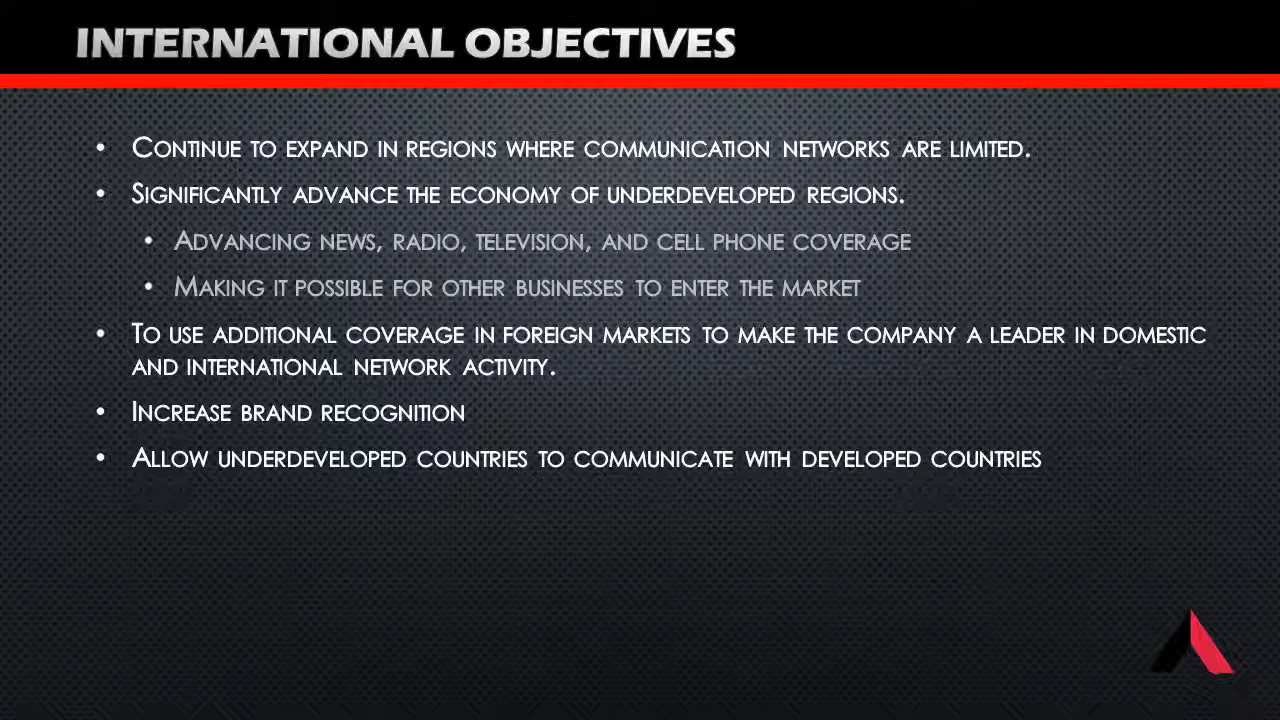 INTERNATIONAL OBJECTIVES
• Continue to expand in regions where communication networks are limited.
• Significantly advance the economy of underdeveloped regions.
• Advancing news, radio, television, and cell phone coverage
• Making it possible for other businesses to enter the market
• To use additional coverage in foreign markets to make the company a leader in domestic
and international network activity.
• Increase brand recognition
• Allow underdeveloped countries to communicate with developed countries